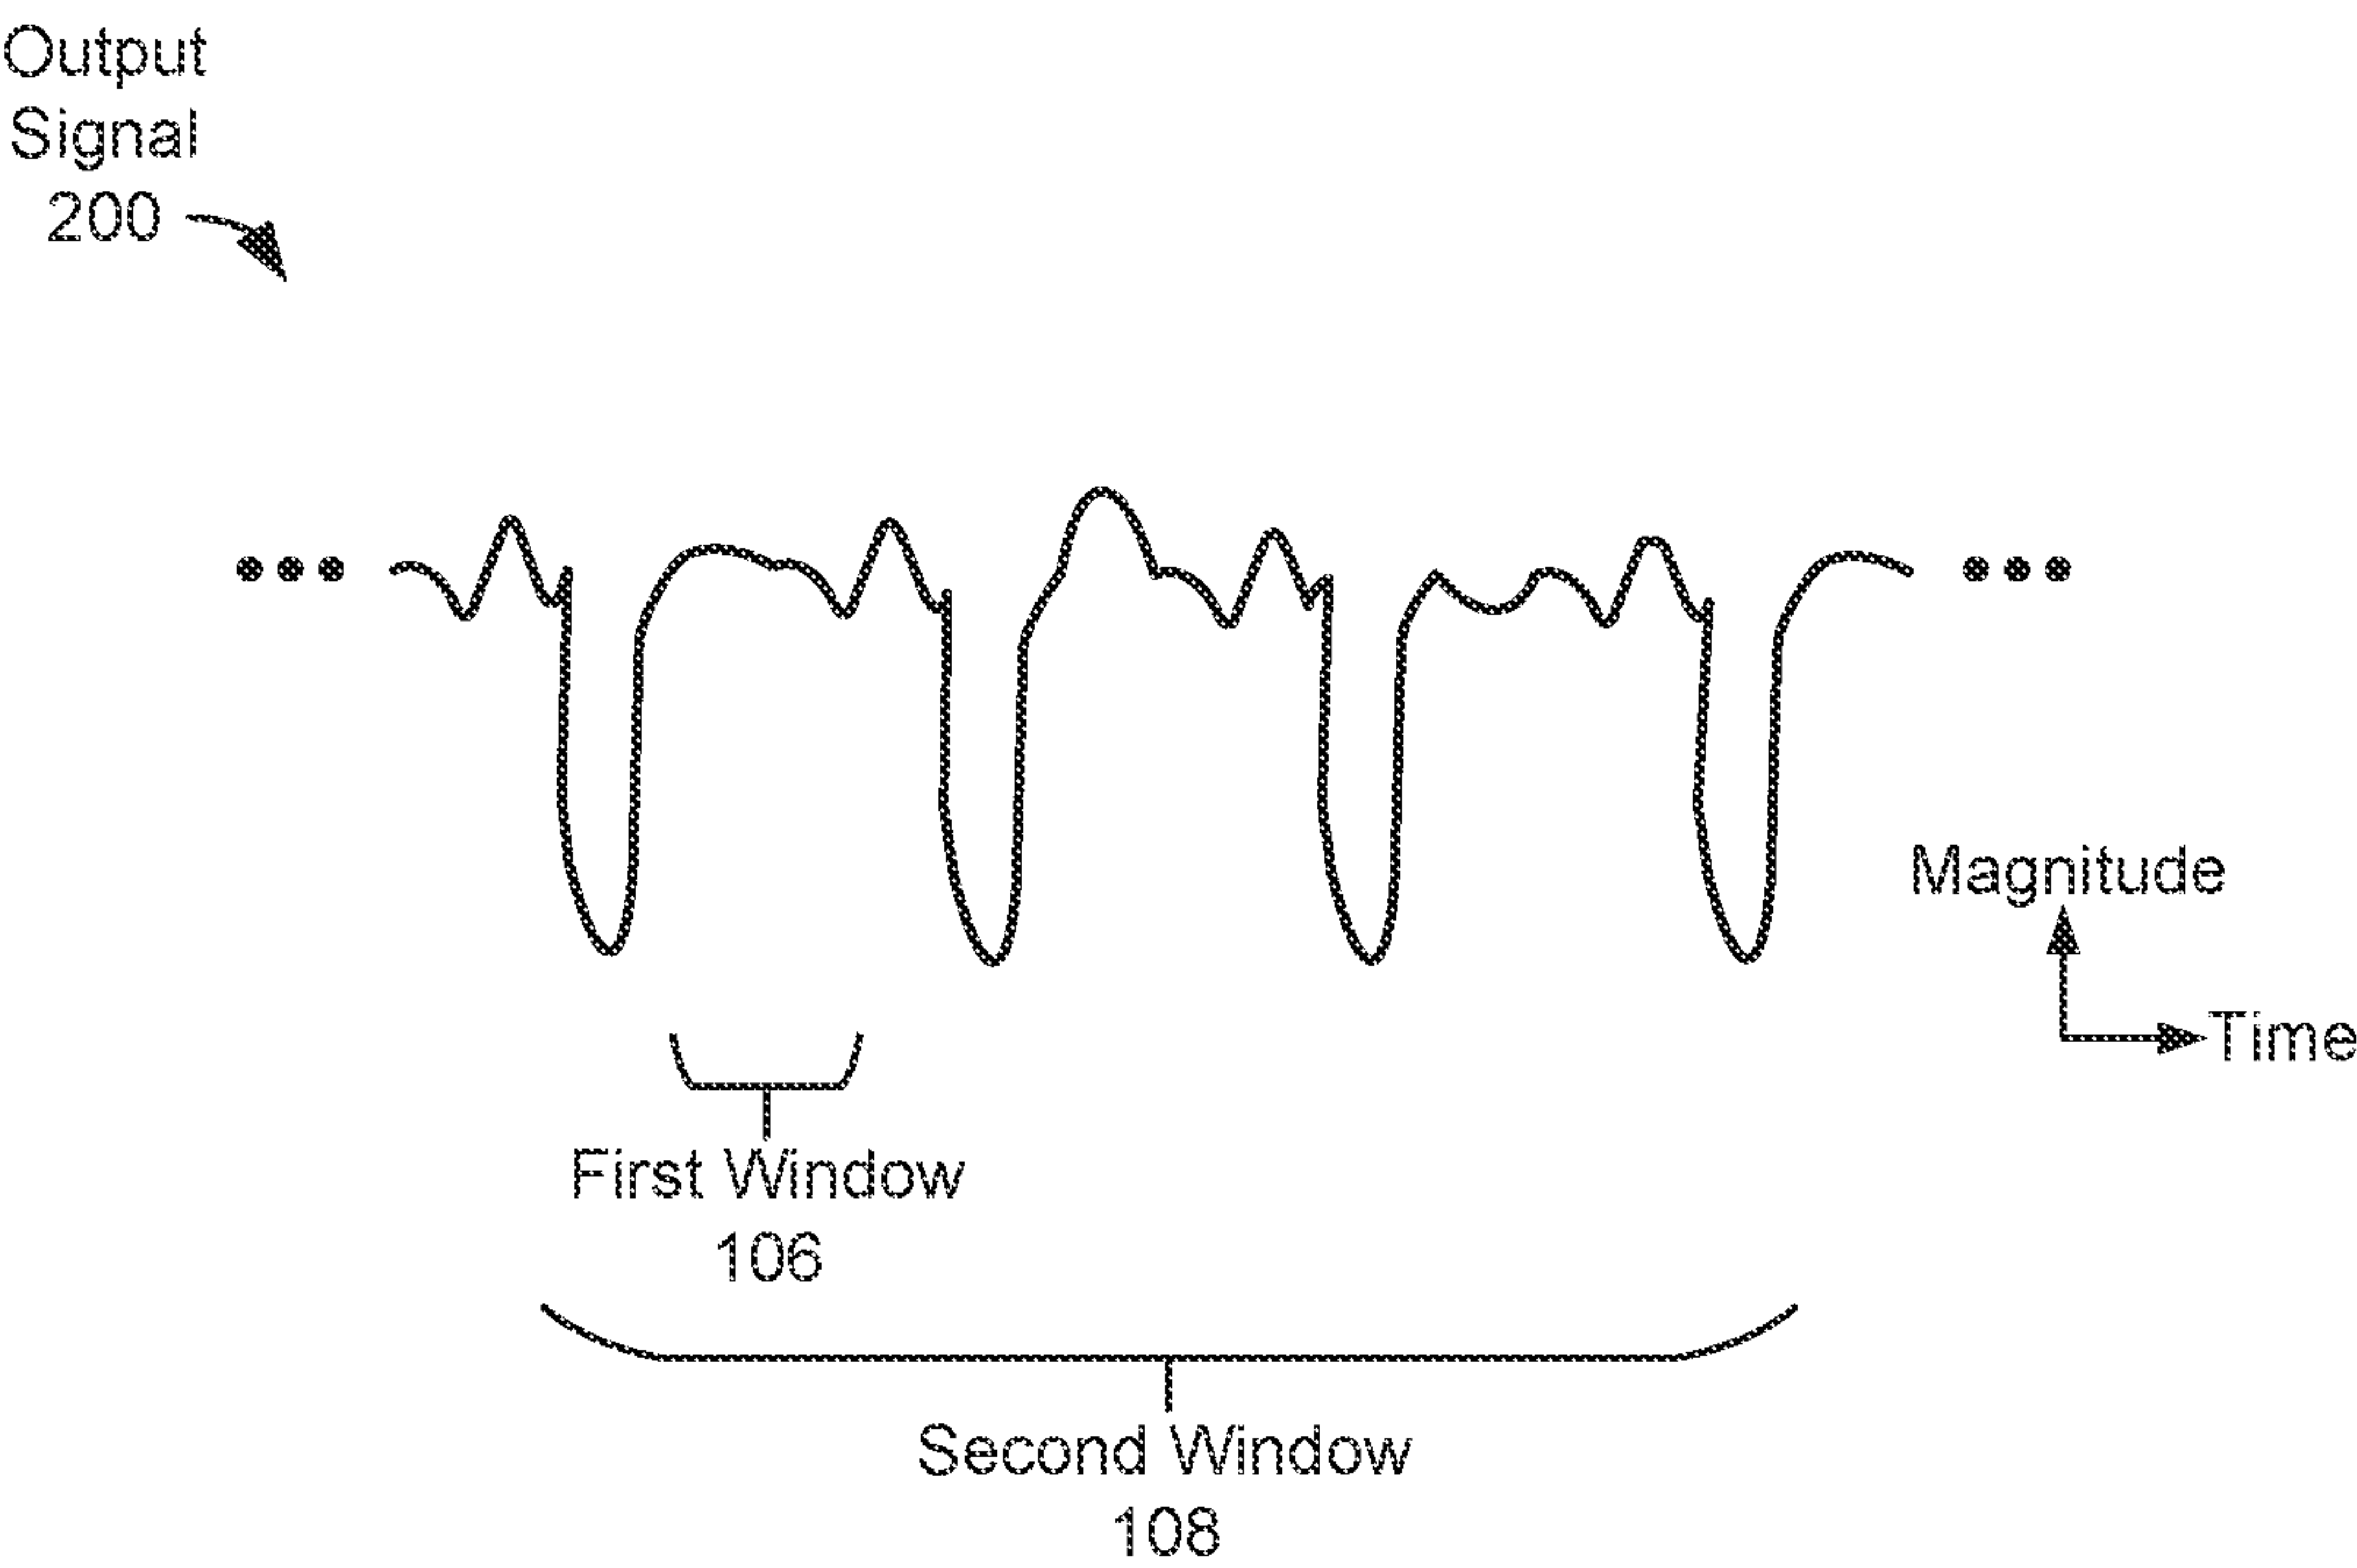 Output
Signal
200
Magnitude
Time
First Window
106
Second Window
108